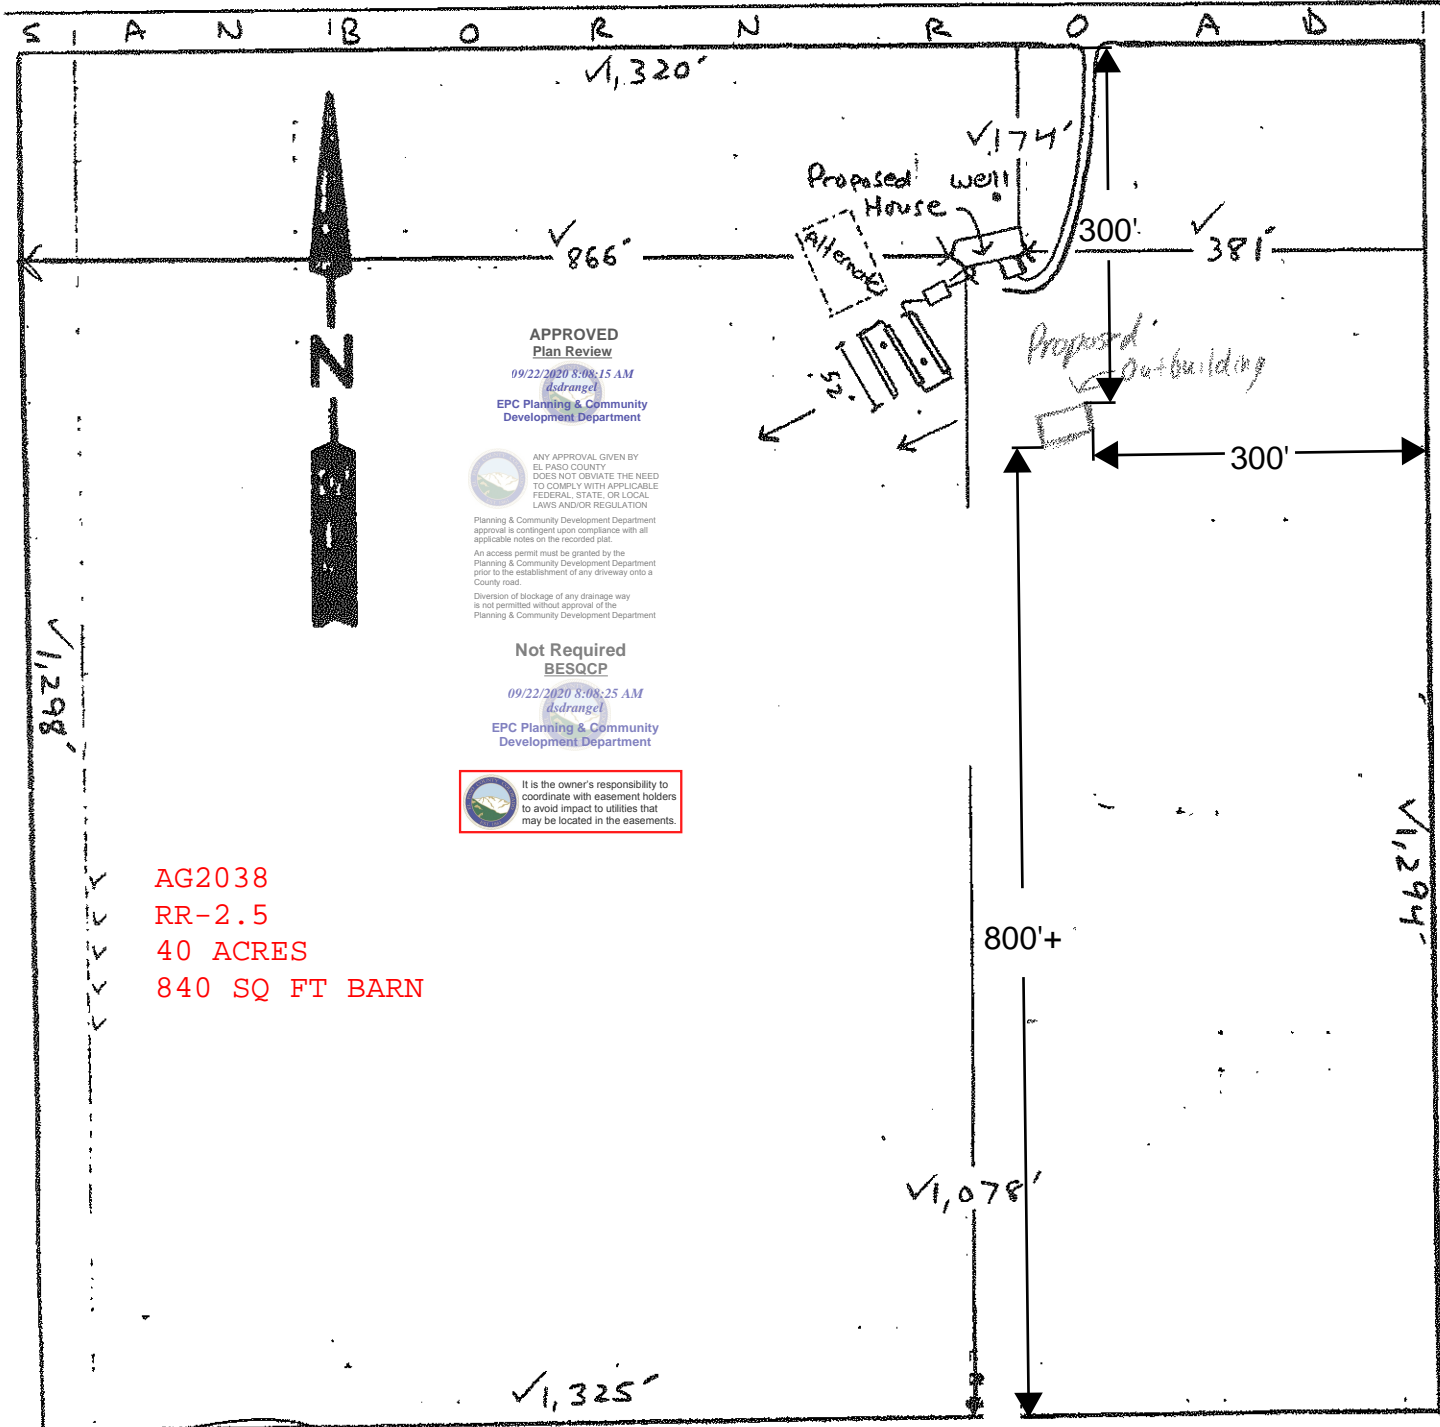 SANBORN ROAD
1,320'
174'
Proposed well
House
300'
866'
381'
Alternate
Proposed
Outbuilding
52'
300'
N
APPROVED
Plan Review
09/22/2020 8:08:15 AM
dsdrangel
EPC Planning & Community
Development Department
ANY APPROVAL GIVEN BY
EL PASO COUNTY
DOES NOT OBVIATE THE NEED
TO COMPLY WITH APPLICABLE
FEDERAL, STATE, OR LOCAL
LAWS AND/OR REGULATION
Planning & Community Development Department
approval is contingent upon compliance with all
applicable notes on the recorded plat.
An access permit must be granted by the
Planning & Community Development Department
prior to the establishment of any driveway onto a
County road.
Diversion of blockage of any drainage way
is not permitted without approval of the
Planning & Community Development Department
Not Required
BESQCP
09/22/2020 8:08:25 AM
dsdrangel
EPC Planning & Community
Development Department
It is the owner's responsibility to
coordinate with easement holders
to avoid impact to utilities that
may be located in the easements.
1,298'
1,294'
AG2038
RR-2.5
40 ACRES
840 SQ FT BARN
800'+
1,078'
1,325'